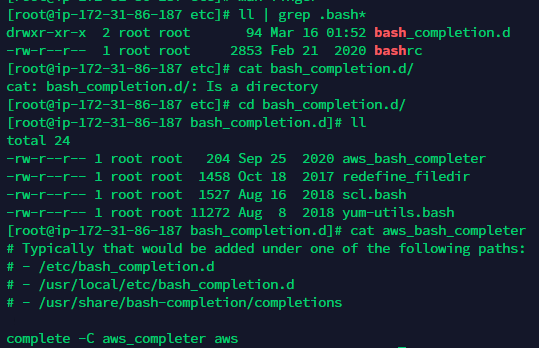 [root@ip-172-31-86-187 etc]# ll | grep .bash*
drwxr-xr-x  2 root root       94 Mar 16 01:52 bash_completion.d
-rw-r--r--  1 root root     2853 Feb 21  2020 bashrc
[root@ip-172-31-86-187 etc]# cat bash_completion.d/
cat: bash_completion.d/: Is a directory
[root@ip-172-31-86-187 etc]# cd bash_completion.d/
[root@ip-172-31-86-187 bash_completion.d]# ll
total 24
-rw-r--r-- 1 root root   204 Sep 25  2020 aws_bash_completer
-rw-r--r-- 1 root root  1458 Oct 18  2017 redefine_filedir
-rw-r--r-- 1 root root  1527 Aug 16  2018 scl.bash
-rw-r--r-- 1 root root 11272 Aug  8  2018 yum-utils.bash
[root@ip-172-31-86-187 bash_completion.d]# cat aws_bash_completer
# Typically that would be added under one of the following paths:
# - /etc/bash_completion.d
# - /usr/local/etc/bash_completion.d
# - /usr/share/bash-completion/completions

complete -C aws_completer aws